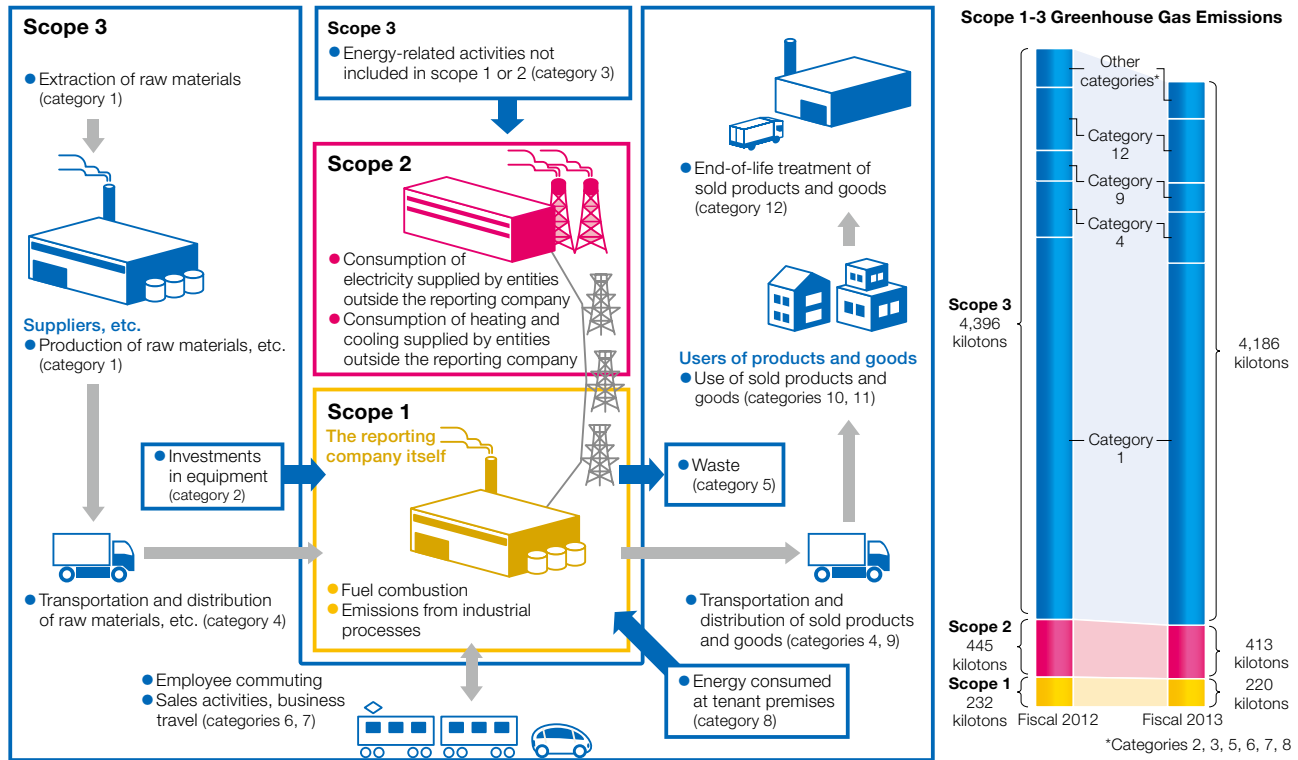 Scope 3
● Extraction of raw materials
(category 1)
Suppliers, etc.
● Production of raw materials, etc.
(category 1)
● Transportation and distribution
of raw materials, etc. (category 4)
Scope 3
● Energy-related activities not
included in scope 1 or 2 (category 3)
Scope 2
● Consumption of
electricity supplied by entities
outside the reporting company
● Consumption of heating and
cooling supplied by entities
outside the reporting company
Scope 1
The reporting
company itself
● Fuel combustion
● Emissions from industrial
processes
● Investments
in equipment
(category 2)
● Waste
(category 5)
● Employee commuting
● Sales activities, business
travel (categories 6, 7)
● Energy consumed
at tenant premises
(category 8)
● End-of-life treatment of
sold products and goods
(category 12)
Users of products and goods
● Use of sold products and
goods (categories 10, 11)
● Transportation and
distribution of sold products
and goods (categories 4, 9)
Scope 1-3 Greenhouse Gas Emissions
Other
categories*
Category
12
Category
9
Category
4
Category
1
Scope 3
4,396
kilotons
4,186
kilotons
Scope 2
445
kilotons
413
kilotons
Scope 1
232
kilotons
220
kilotons
Fiscal 2012
Fiscal 2013
*Categories 2, 3, 5, 6, 7, 8